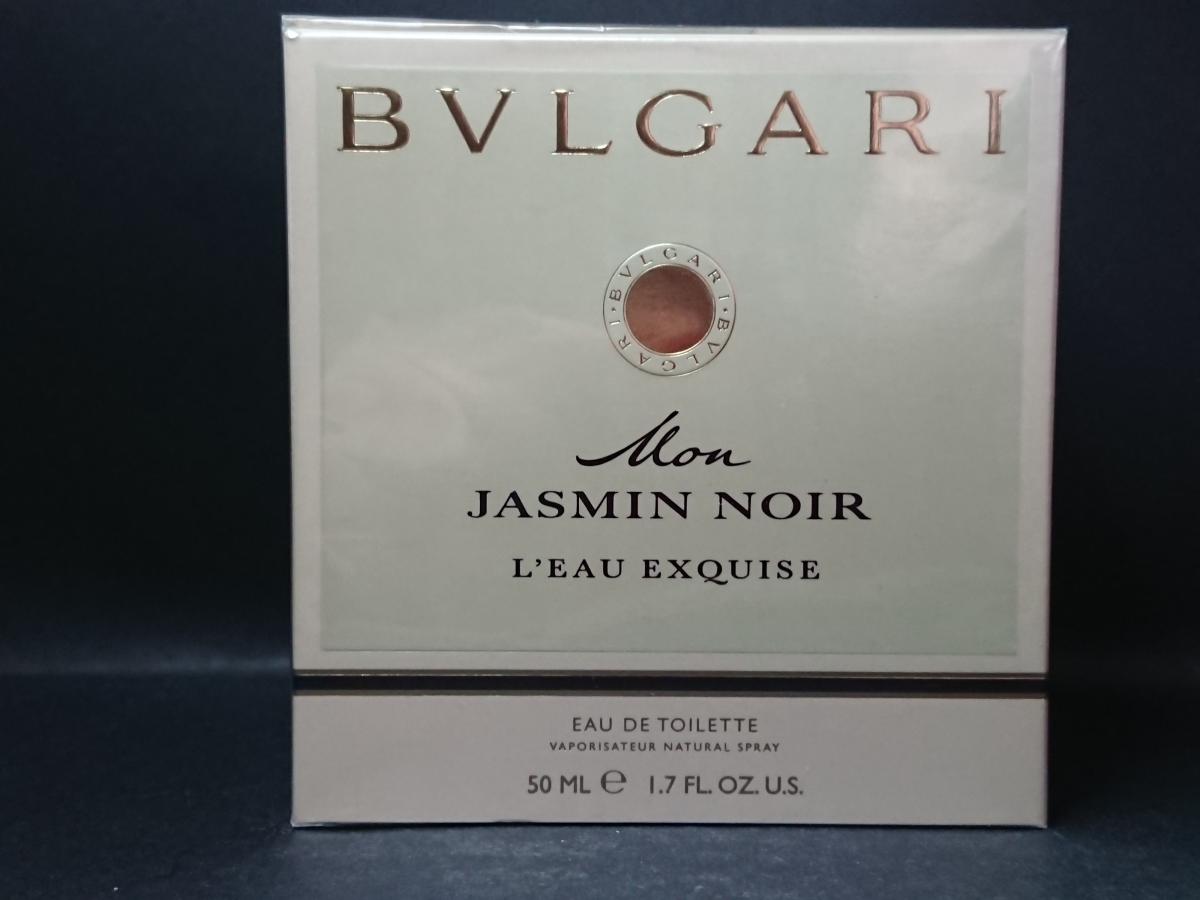 BVLGARI
BVLGARI · BVLGARI ·
Mon
JASMIN NOIR
L'EAU EXQUISE
EAU DE TOILETTE
VAPORISATEUR NATURAL SPRAY
50 ML ℮ 1.7 FL. OZ. U.S.